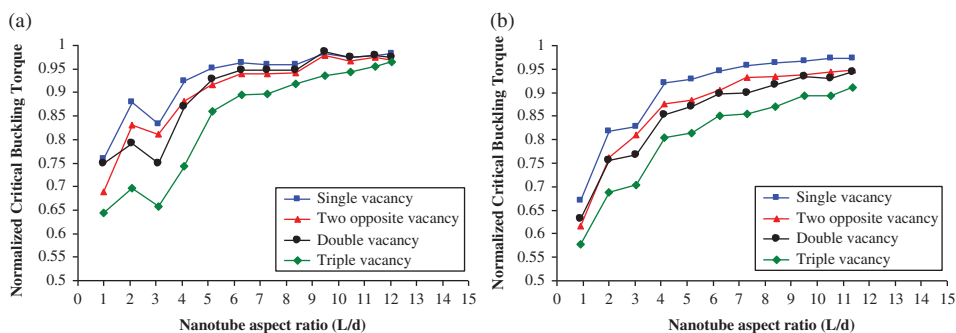 (a)
Normalized Critical Buckling Torque
1
0.95
0.9
0.85
0.8
0.75
0.7
0.65
0.6
0.55
0.5
0 1 2 3 4 5 6 7 8 9 10 11 12 13 14 15
Nanotube aspect ratio (L/d)
Single vacancy
Two opposite vacancy
Double vacancy
Triple vacancy
(b)
Normalized Critical Buckling Torque
1
0.95
0.9
0.85
0.8
0.75
0.7
0.65
0.6
0.55
0.5
0 1 2 3 4 5 6 7 8 9 10 11 12 13 14 15
Nanotube aspect ratio (L/d)
Single vacancy
Two opposite vacancy
Double vacancy
Triple vacancy